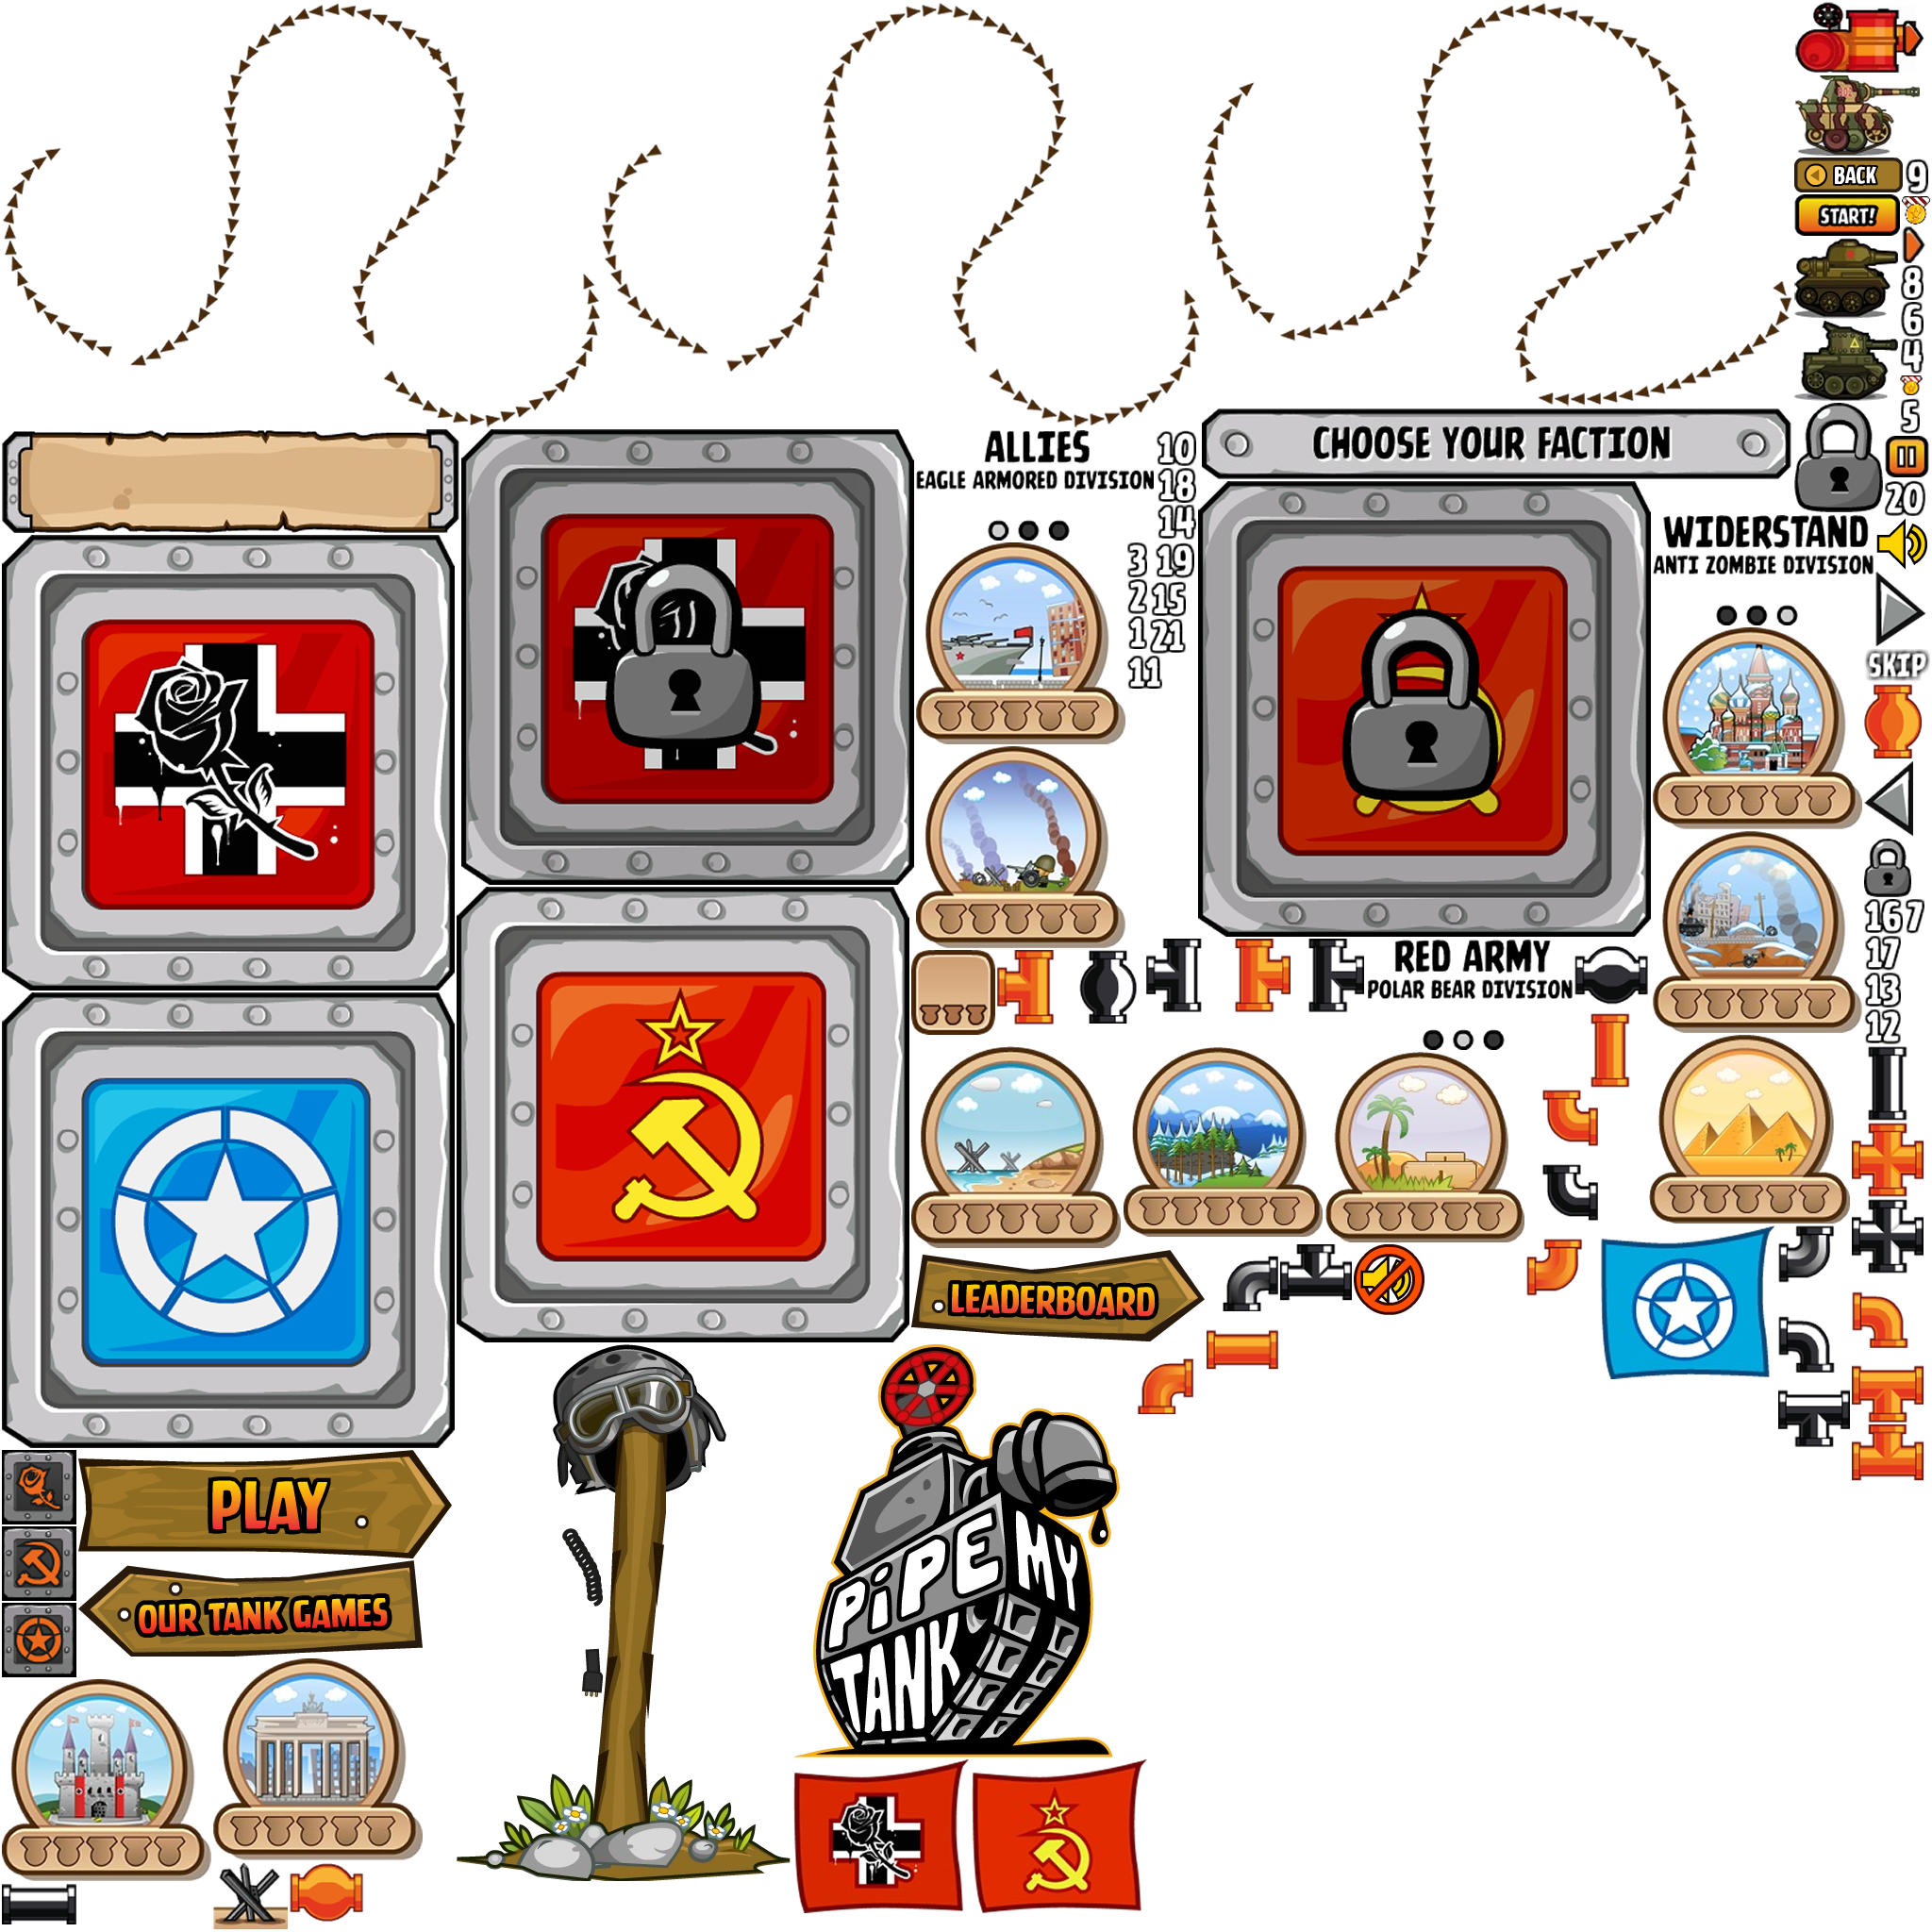 BACK
9
START!
8
6
4
5
20
CHOOSE YOUR FACTION
ALLIES
EAGLE ARMORED DIVISION
10
18
14
3 19
2 15
1 21
11
WIDERSTAND
ANTI ZOMBIE DIVISION
SKIP
16 7
17
13
12
RED ARMY
POLAR BEAR DIVISION
LEADERBOARD
PLAY
OUR TANK GAMES
PIPE MY
TANK